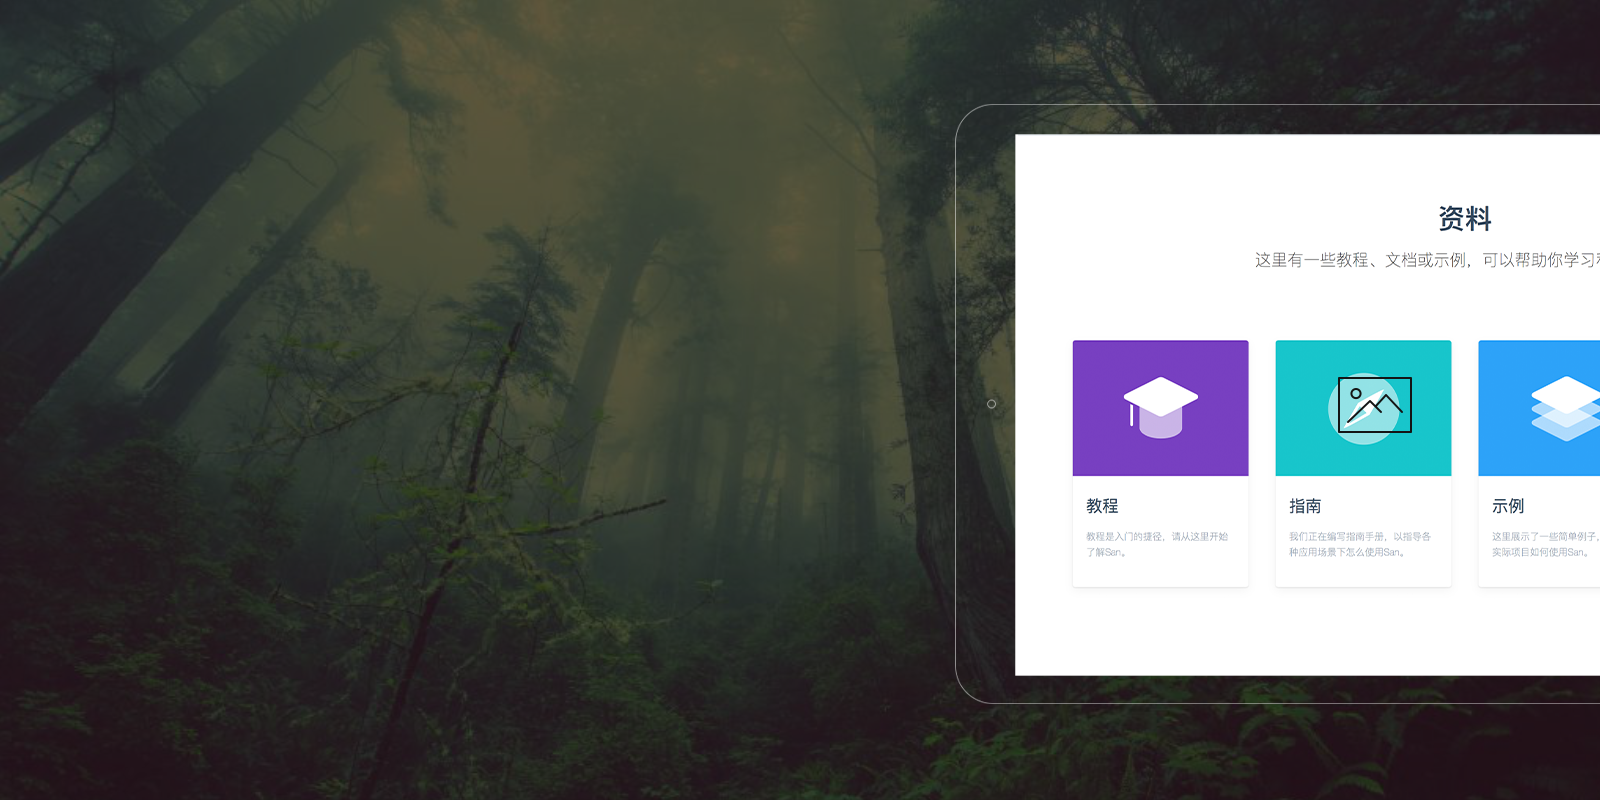 资料
这里有一些教程、文档或示例，可以帮助你学习
教程
教程是入门的捷径，请从这里开始
了解San。
指南
我们正在编写指南手册，以指导各
种应用场景下怎么使用San。
示例
这里展示了一些简单例子，
实际项目如何使用San。